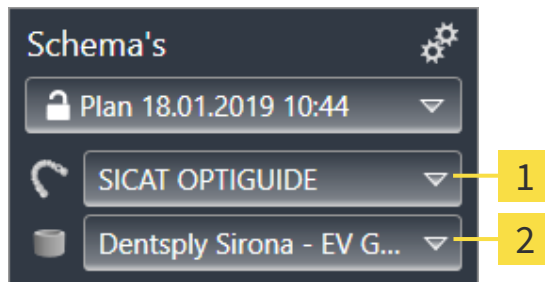 Schema's
Plan 18.01.2019 10:44
SICAT OPTIGUIDE
1
Dentsply Sirona - EV G...
2